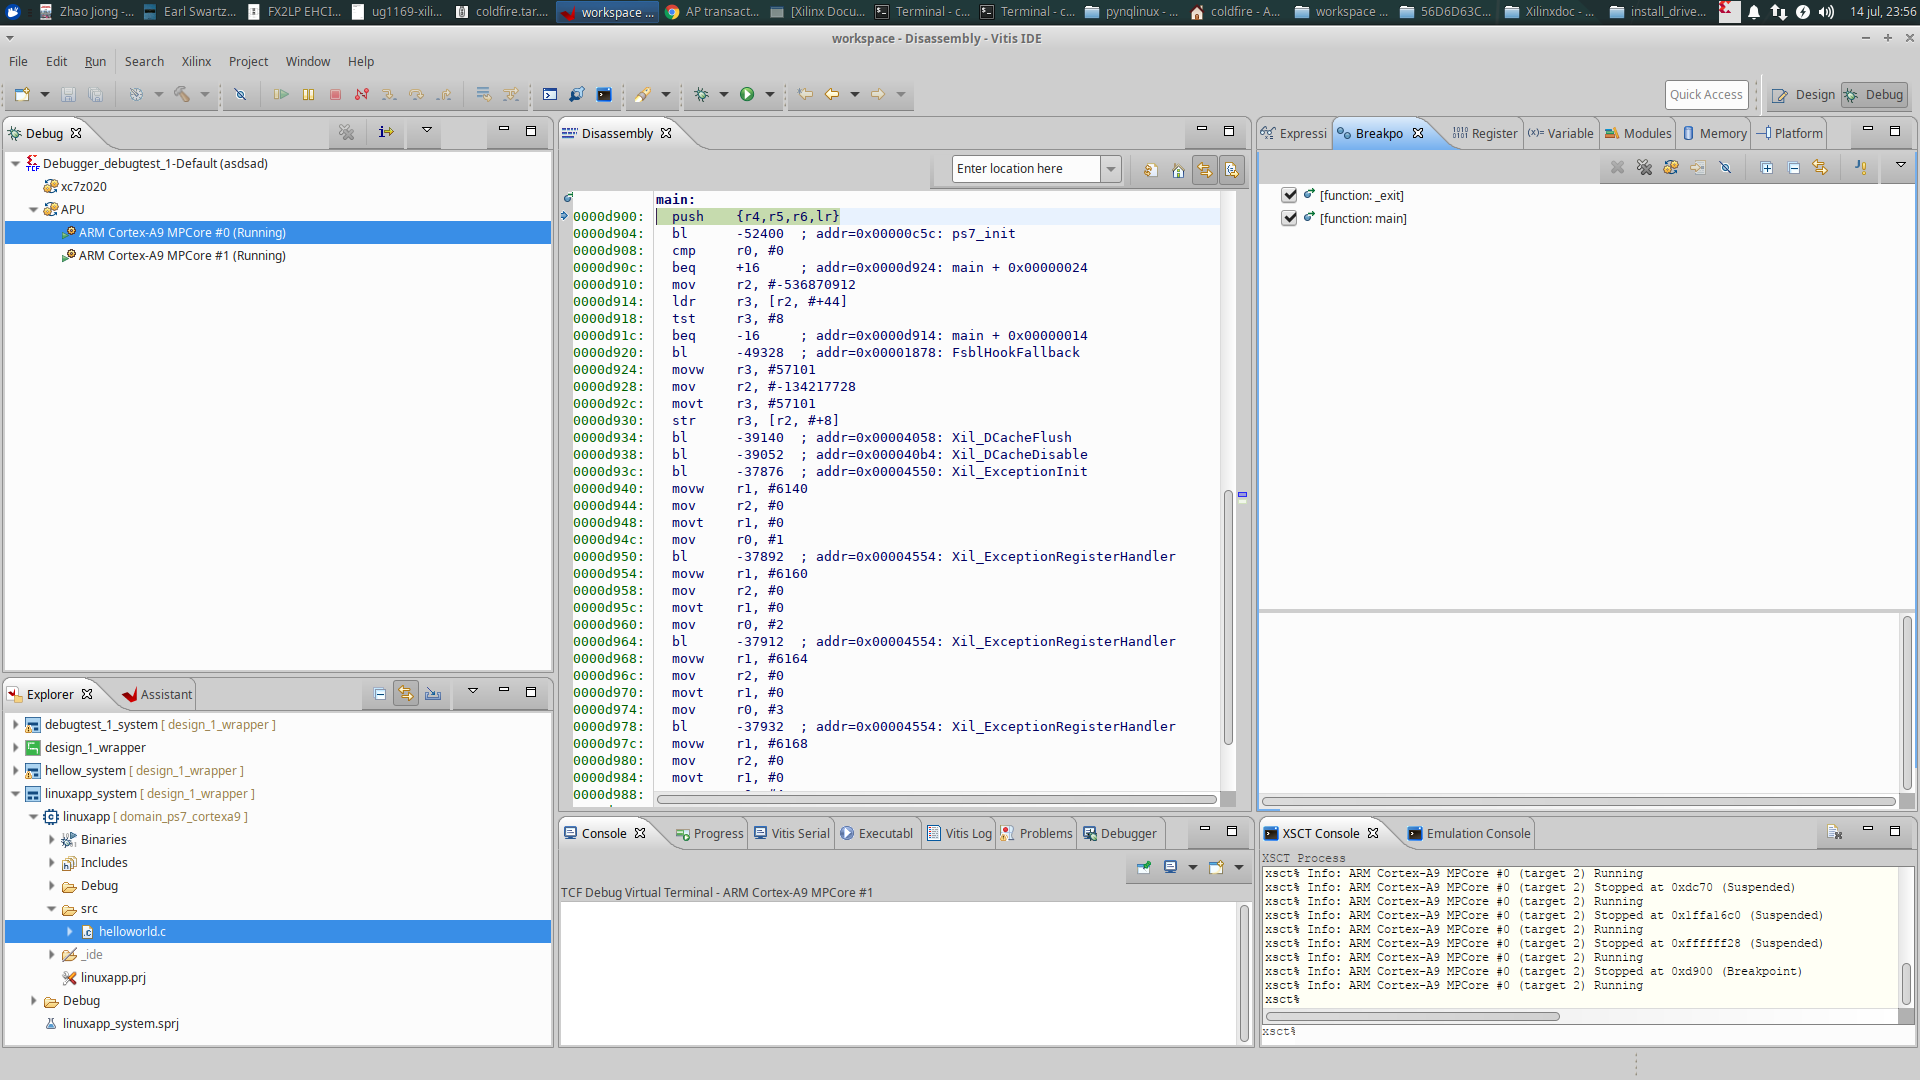 Zhao Jiong -...
Earl Swartz...
FX2LP EHCI...
ug1169-xili...
coldfire.tar....
workspace ...
AP transact...
[Xilinx Docu...
Terminal - c...
Terminal - c...
pynqlinux - ...
coldfire - A...
workspace ...
56D6D63C...
Xilinxdoc - ...
install_drive...
14 jul, 23:56
workspace - Disassembly - Vitis IDE
File Edit Run Search Xilinx Project Window Help
Quick Access
Design
Debug
Debug
Debugger_debugtest_1-Default (asdsad)
xc7z020
APU
ARM Cortex-A9 MPCore #0 (Running)
ARM Cortex-A9 MPCore #1 (Running)
Disassembly
Enter location here
main:
0000d900: push {r4,r5,r6,lr}
0000d904: bl -52400 ; addr=0x00000c5c: ps7_init
0000d908: cmp r0, #0
0000d90c: beq +16 ; addr=0x0000d924: main + 0x00000024
0000d910: mov r2, #-536870912
0000d914: ldr r3, [r2, #+44]
0000d918: tst r3, #8
0000d91c: beq -16 ; addr=0x0000d914: main + 0x00000014
0000d920: bl -49328 ; addr=0x00001878: FsblHookFallback
0000d924: movw r3, #57101
0000d928: mov r2, #-134217728
0000d92c: movt r3, #57101
0000d930: str r3, [r2, #+8]
0000d934: bl -39140 ; addr=0x00004058: Xil_DCacheFlush
0000d938: bl -39052 ; addr=0x000040b4: Xil_DCacheDisable
0000d93c: bl -37876 ; addr=0x00004550: Xil_ExceptionInit
0000d940: movw r1, #6140
0000d944: mov r2, #0
0000d948: movt r1, #0
0000d94c: mov r0, #1
0000d950: bl -37892 ; addr=0x00004554: Xil_ExceptionRegisterHandler
0000d954: movw r1, #6160
0000d958: mov r2, #0
0000d95c: movt r1, #0
0000d960: mov r0, #2
0000d964: bl -37912 ; addr=0x00004554: Xil_ExceptionRegisterHandler
0000d968: movw r1, #6164
0000d96c: mov r2, #0
0000d970: movt r1, #0
0000d974: mov r0, #3
0000d978: bl -37932 ; addr=0x00004554: Xil_ExceptionRegisterHandler
0000d97c: movw r1, #6168
0000d980: mov r2, #0
0000d984: movt r1, #0
0000d988:
Expressi
Breakpo
Register
Variable
Modules
Memory
Platform
[function: _exit]
[function: main]
Explorer
Assistant
debugtest_1_system [ design_1_wrapper ]
design_1_wrapper
hellow_system [ design_1_wrapper ]
linuxapp_system [ design_1_wrapper ]
linuxapp [ domain_ps7_cortexa9 ]
Binaries
Includes
Debug
src
helloworld.c
_ide
linuxapp.prj
Debug
linuxapp_system.sprj
Console
Progress
Vitis Serial
Executabl
Vitis Log
Problems
Debugger
TCF Debug Virtual Terminal - ARM Cortex-A9 MPCore #1
XSCT Console
Emulation Console
XSCT Process
xsct% Info: ARM Cortex-A9 MPCore #0 (target 2) Running
xsct% Info: ARM Cortex-A9 MPCore #0 (target 2) Stopped at 0xdc70 (Suspended)
xsct% Info: ARM Cortex-A9 MPCore #0 (target 2) Running
xsct% Info: ARM Cortex-A9 MPCore #0 (target 2) Stopped at 0x1ffa16c0 (Suspended)
xsct% Info: ARM Cortex-A9 MPCore #0 (target 2) Running
xsct% Info: ARM Cortex-A9 MPCore #0 (target 2) Stopped at 0xffffff28 (Suspended)
xsct% Info: ARM Cortex-A9 MPCore #0 (target 2) Running
xsct% Info: ARM Cortex-A9 MPCore #0 (target 2) Stopped at 0xd900 (Breakpoint)
xsct% Info: ARM Cortex-A9 MPCore #0 (target 2) Running
xsct%
xsct%